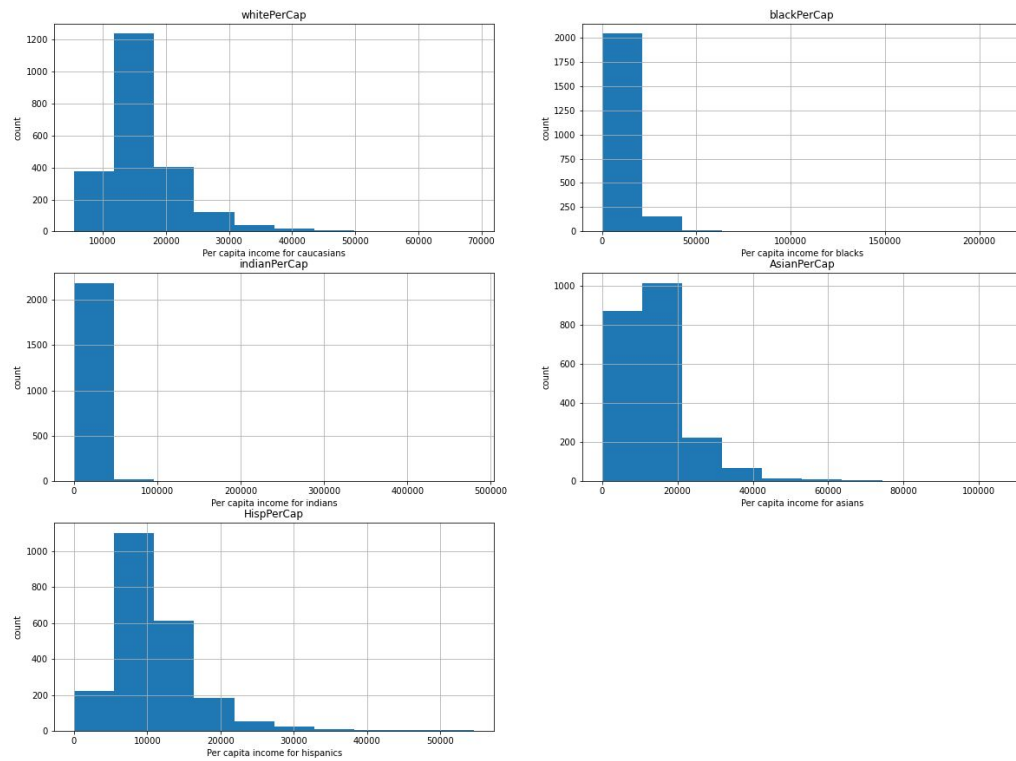 whitePerCap
1200
1000
800
600
400
200
0
count
10000 20000 30000 40000 50000 60000 70000
Per capita income for caucasians
blackPerCap
2000
1750
1500
1250
1000
750
500
250
0
count
0 50000 100000 150000 200000
Per capita income for blacks
indianPerCap
2000
1500
1000
500
0
count
0 100000 200000 300000 400000 500000
Per capita income for indians
AsianPerCap
1000
800
600
400
200
0
count
0 20000 40000 60000 80000 100000
Per capita income for asians
HispPerCap
1000
800
600
400
200
0
count
0 10000 20000 30000 40000 50000
Per capita income for hispanics